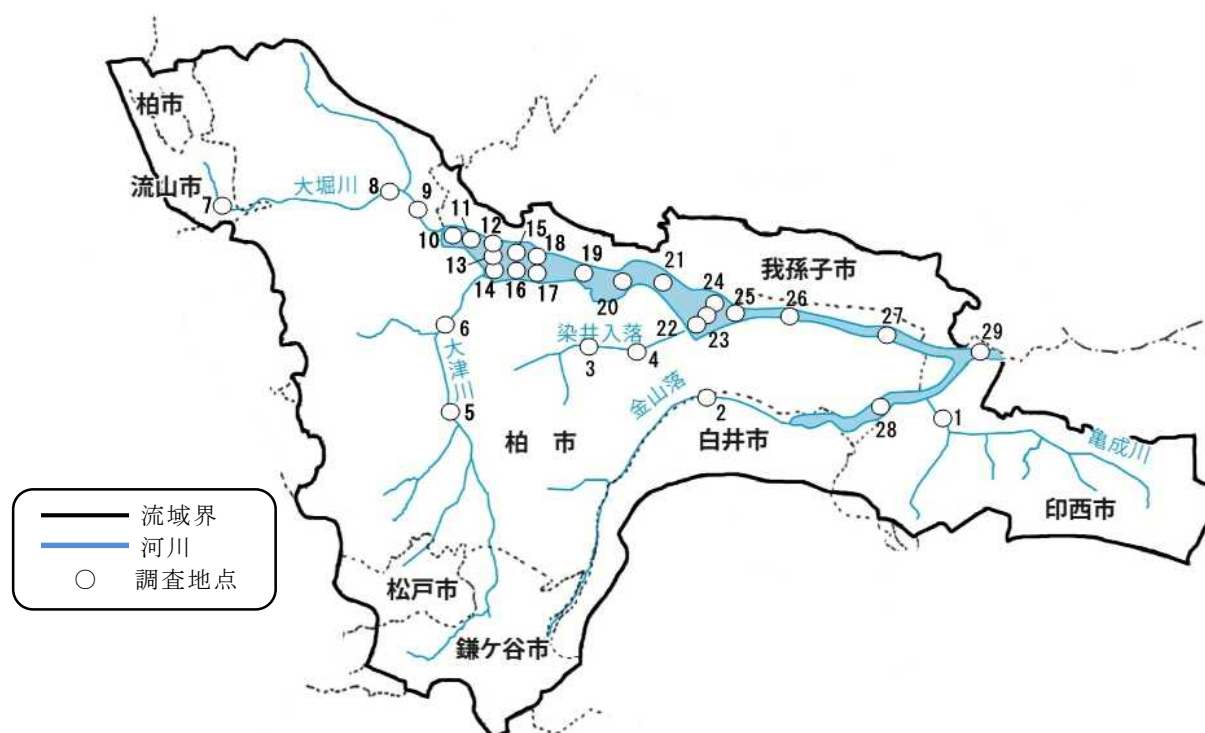 柏市
流山市
大堀川
7
8
9
10
11
12
13
14
15
16
17
18
19
20
21
22
23
24
25
26
27
28
29
我孫子市
染井入落
3
4
6
大津川
5
金山落
2
1
柏 市
白井市
亀成川
印西市
松戸市
鎌ケ谷市
流域界
河川
調査地点